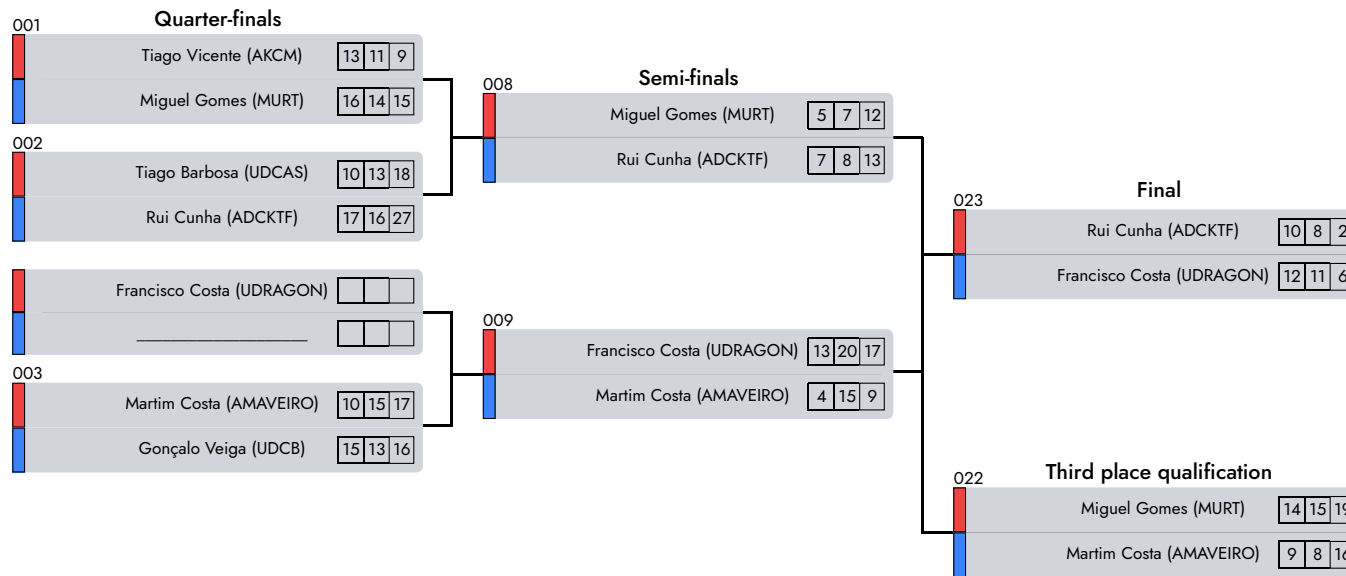 Quarter-finals
001
Tiago Vicente (AKCM) 13 11 9
Miguel Gomes (MURT) 16 14 15
002
Tiago Barbosa (UDCAS) 10 13 18
Rui Cunha (ADCKTF) 17 16 27
Francisco Costa (UDRAGON)
____________________
003
Martim Costa (AMAVEIRO) 10 15 17
Gonçalo Veiga (UDCB) 15 13 16
Semi-finals
008
Miguel Gomes (MURT) 5 7 12
Rui Cunha (ADCKTF) 7 8 13
009
Francisco Costa (UDRAGON) 13 20 17
Martim Costa (AMAVEIRO) 4 15 9
Final
023
Rui Cunha (ADCKTF) 10 8
Francisco Costa (UDRAGON) 12 11
Third place qualification
022
Miguel Gomes (MURT) 14 15
Martim Costa (AMAVEIRO) 9 8